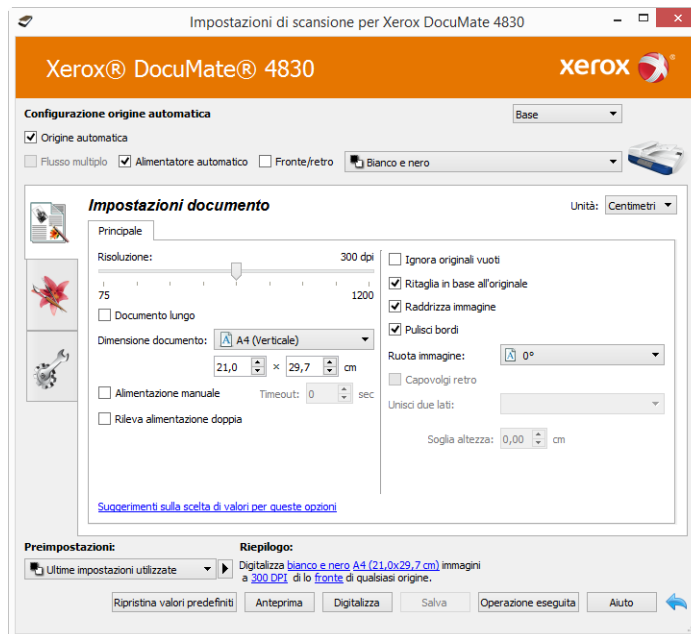 Impostazioni di scansione per Xerox DocuMate 4830
Xerox® DocuMate® 4830
xerox
Configurazione origine automatica
Base
Origine automatica
Flusso multiplo Alimentatore automatico Fronte/retro Bianco e nero
Impostazioni documento
Unità: Centimetri
Principale
Risoluzione: 300 dpi
75 1200
Documento lungo
Dimensione documento: A4 (Verticale)
21,0 × 29,7 cm
Alimentazione manuale Timeout: 0 sec
Rileva alimentazione doppia
Suggerimenti sulla scelta di valori per queste opzioni
Ignora originali vuoti
Ritaglia in base all'originale
Raddrizza immagine
Pulisci bordi
Ruota immagine: 0°
Capovolgi retro
Unisci due lati:
Soglia altezza: 0,00 cm
Preimpostazioni:
Ultime impostazioni utilizzate
Riepilogo:
Digitalizza bianco e nero A4 (21,0x29,7 cm) immagini
a 300 DPI di lo fronte di qualsiasi origine.
Ripristina valori predefiniti Anteprima Digitalizza Salva Operazione eseguita Aiuto